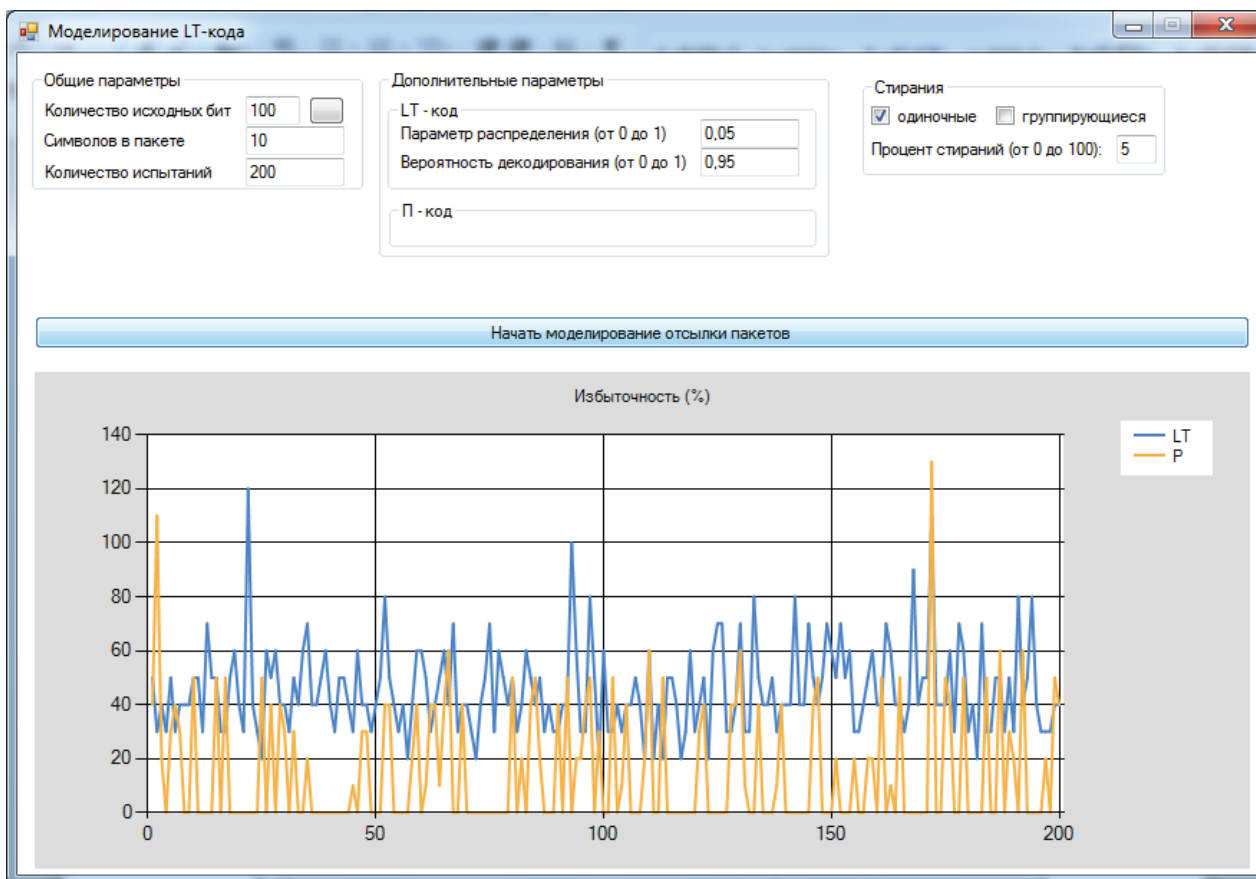 Моделирование LT-кода
Общие параметры
Количество исходных бит 100
Символов в пакете 10
Количество испытаний 200
Дополнительные параметры
LT - код
Параметр распределения (от 0 до 1) 0,05
Вероятность декодирования (от 0 до 1) 0,95
П - код
Стирания
одиночные группирующиеся
Процент стираний (от 0 до 100): 5
Начать моделирование отсылки пакетов
Избыточность (%)
140
120
100
80
60
40
20
0
0 50 100 150 200
LT
P